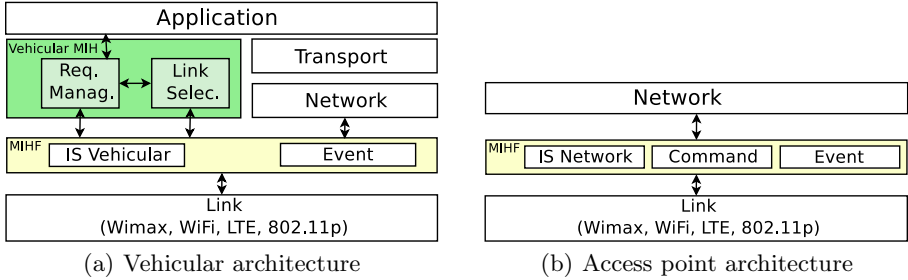 Application
Vehicular MIH
Req.
Manag.
Link
Selec.
Transport
Network
MIHF
IS Vehicular
Event
Link
(Wimax, WiFi, LTE, 802.11p)
(a) Vehicular architecture
Network
MIHF
IS Network
Command
Event
Link
(Wimax, WiFi, LTE, 802.11p)
(b) Access point architecture